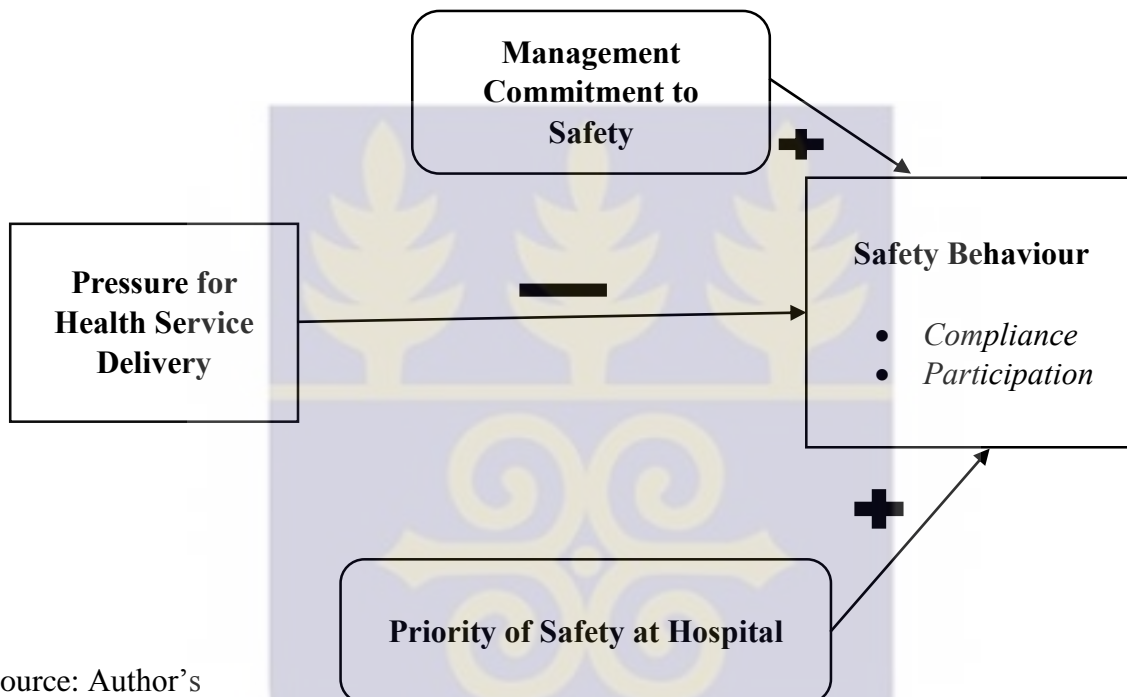 Management
Commitment to
Safety
+
Pressure for
Health Service
Delivery
Safety Behaviour
• Compliance
• Participation
+
Priority of Safety at Hospital
ource: Author's